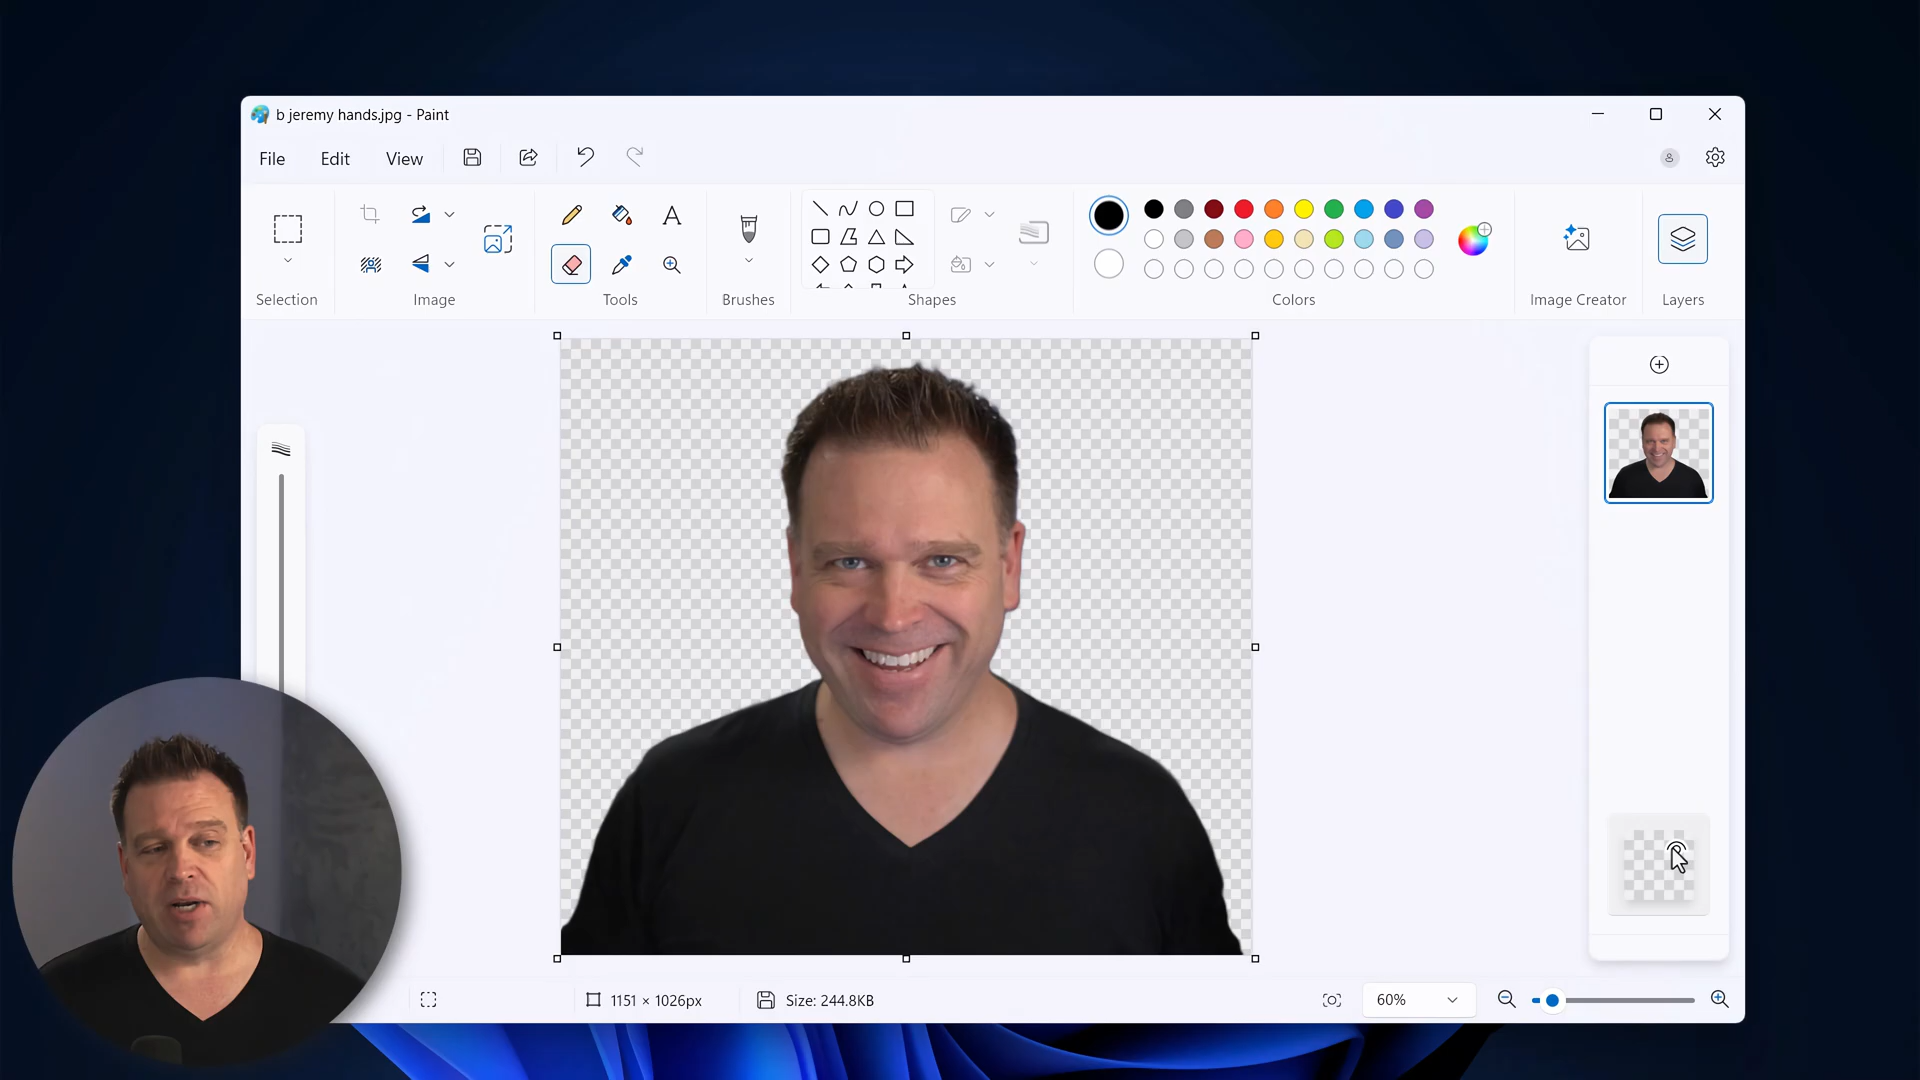 b jeremy hands.jpg - Paint
File Edit View
Selection Image Tools Brushes Shapes Colors Image Creator Layers
1151 × 1026px Size: 244.8KB 60%